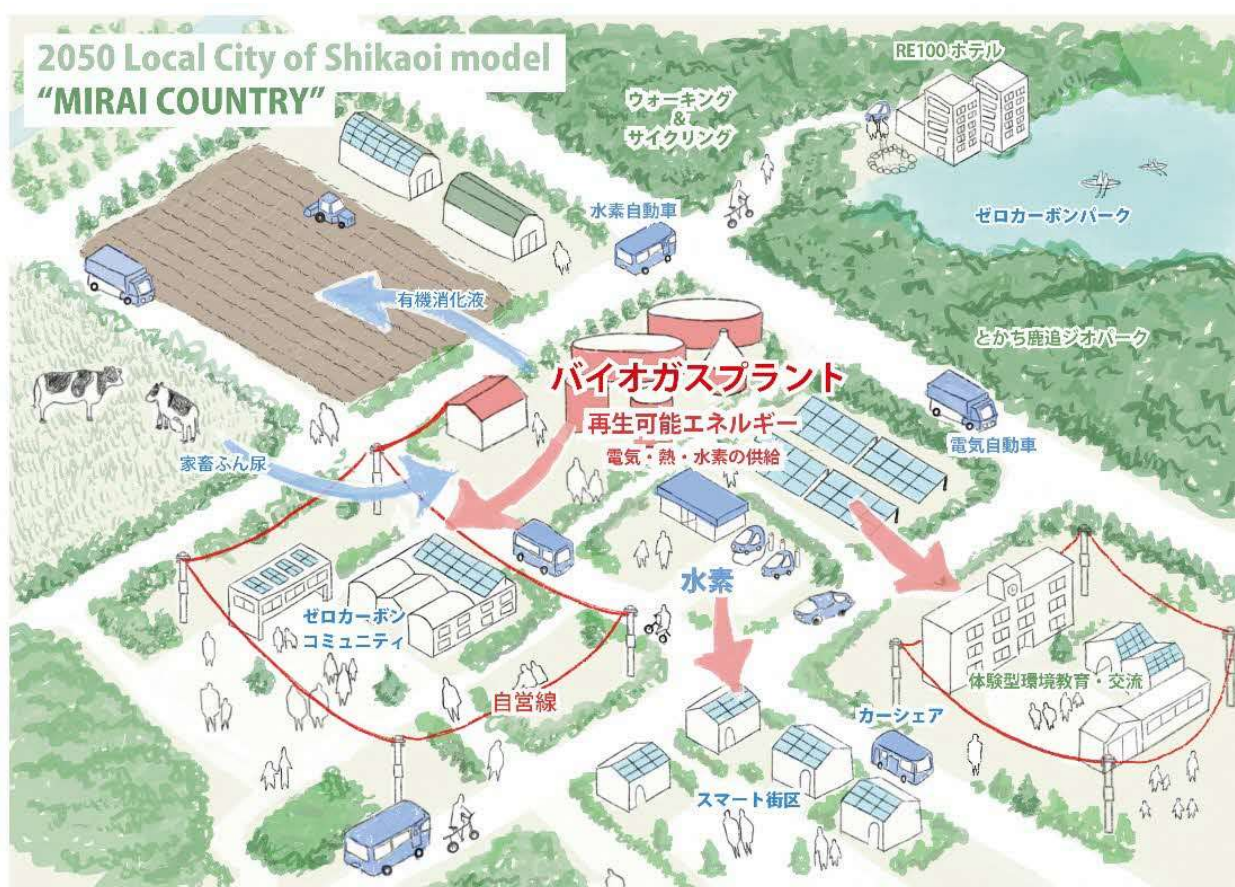 2050 Local City of Shikaoi model
“MIRAI COUNTRY”
RE100 ホテル
ウォーキング
&
サイクリング
水素自動車
ゼロカーボンパーク
有機消化液
とかち鹿追ジオパーク
バイオガスプラント
再生可能エネルギー
電気・熱・水素の供給
電気自動車
家畜ふん尿
水素
ゼロカーボン
コミュニティ
自営線
体験型環境教育・交流
カーシェア
スマート街区